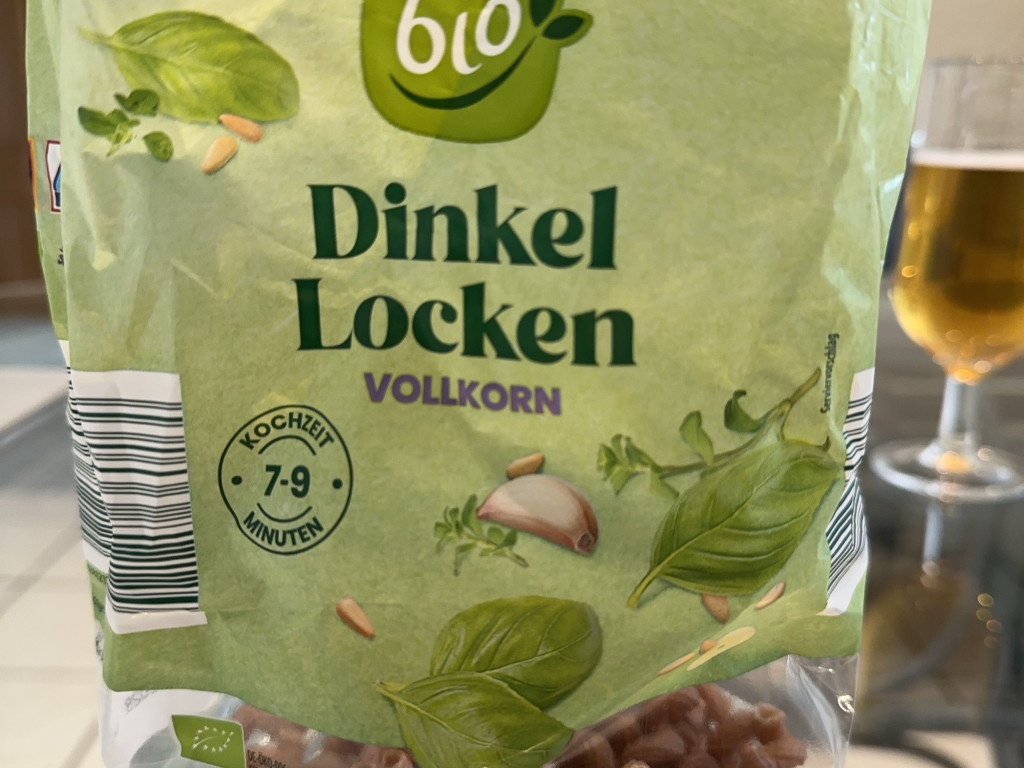 bio
Dinkel
Locken
VOLLKORN
Serviervorschlag
KOCHZEIT
7-9
MINUTEN